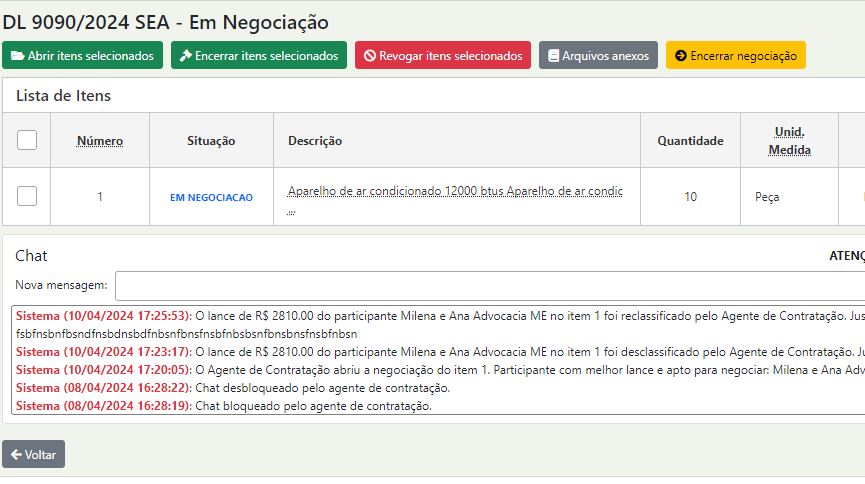 DL 9090/2024 SEA - Em Negociação
Abrir itens selecionados
Encerrar itens selecionados
Revogar itens selecionados
Arquivos anexos
Encerrar negociação
Lista de Itens
Número
Situação
Descrição
Quantidade
Unid.
Medida
1
EM NEGOCIACAO
Aparelho de ar condicionado 12000 btus Aparelho de ar condic
...
10
Peça
Chat
ATENÇ
Nova mensagem:
Sistema (10/04/2024 17:25:53): O lance de R$ 2810.00 do participante Milena e Ana Advocacia ME no item 1 foi reclassificado pelo Agente de Contratação. Jus
Sistema (10/04/2024 17:23:17): O lance de R$ 2810.00 do participante Milena e Ana Advocacia ME no item 1 foi desclassificado pelo Agente de Contratação. Ju
Sistema (10/04/2024 17:20:05): O Agente de Contratação abriu a negociação do item 1. Participante com melhor lance e apto para negociar: Milena e Ana Adv
Sistema (08/04/2024 16:28:22): Chat desbloqueado pelo agente de contratação.
Sistema (08/04/2024 16:28:19): Chat bloqueado pelo agente de contratação.
Voltar